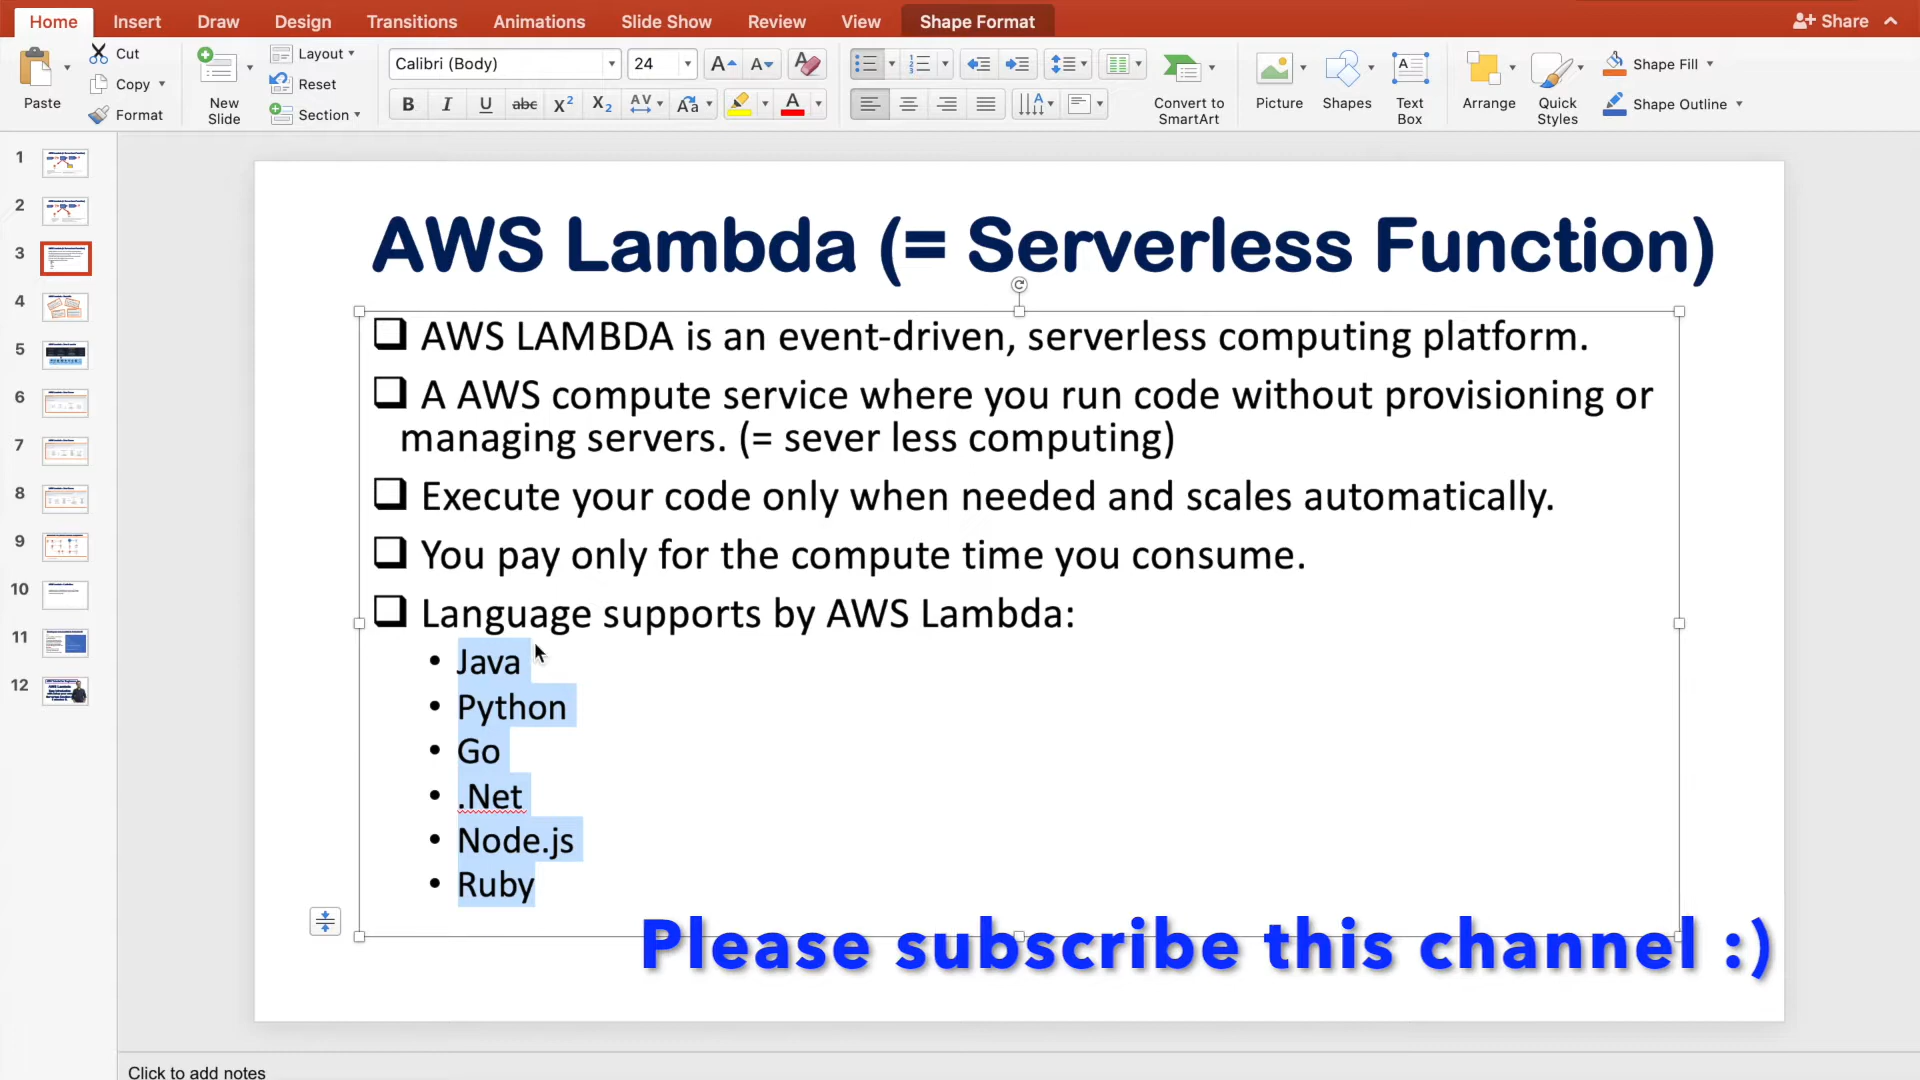 Home Insert Draw Design Transitions Animations Slide Show Review View Shape Format Share
Cut Layout Calibri (Body) 24 Shape Fill
Copy Reset
Paste Format New Slide Section B I U abc X² X₂ AV Aa A Convert to SmartArt Picture Shapes Text Box Arrange Quick Styles Shape Outline
1
2
3
4
5
6
7
8
9
10
11
12
AWS Lambda (= Serverless Function)
❑ AWS LAMBDA is an event-driven, serverless computing platform.
❑ A AWS compute service where you run code without provisioning or
managing servers. (= sever less computing)
❑ Execute your code only when needed and scales automatically.
❑ You pay only for the compute time you consume.
❑ Language supports by AWS Lambda:
• Java
• Python
• Go
• .Net
• Node.js
• Ruby
Please subscribe this channel :)
Click to add notes